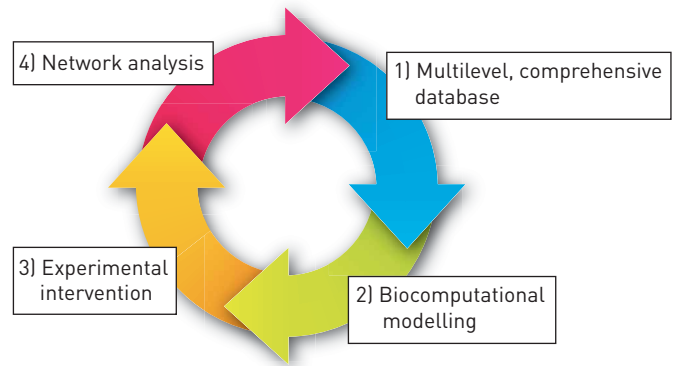 1) Multilevel, comprehensive
database
2) Biocomputational
modelling
3) Experimental
intervention
4) Network analysis